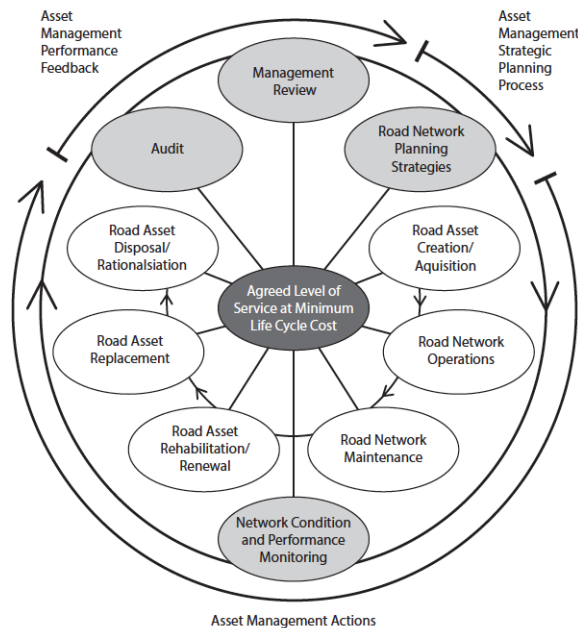 Asset
Management
Performance
Feedback
Asset
Management
Strategic
Planning
Process
Management
Review
Audit
Road Network
Planning
Strategies
Road Asset
Disposal/
Rationalsiation
Road Asset
Creation/
Aquisition
Agreed Level of
Service at Minimum
Life Cycle Cost
Road Asset
Replacement
Road Network
Operations
Road Asset
Rehabilitation/
Renewal
Road Network
Maintenance
Network Condition
and Performance
Monitoring
Asset Management Actions